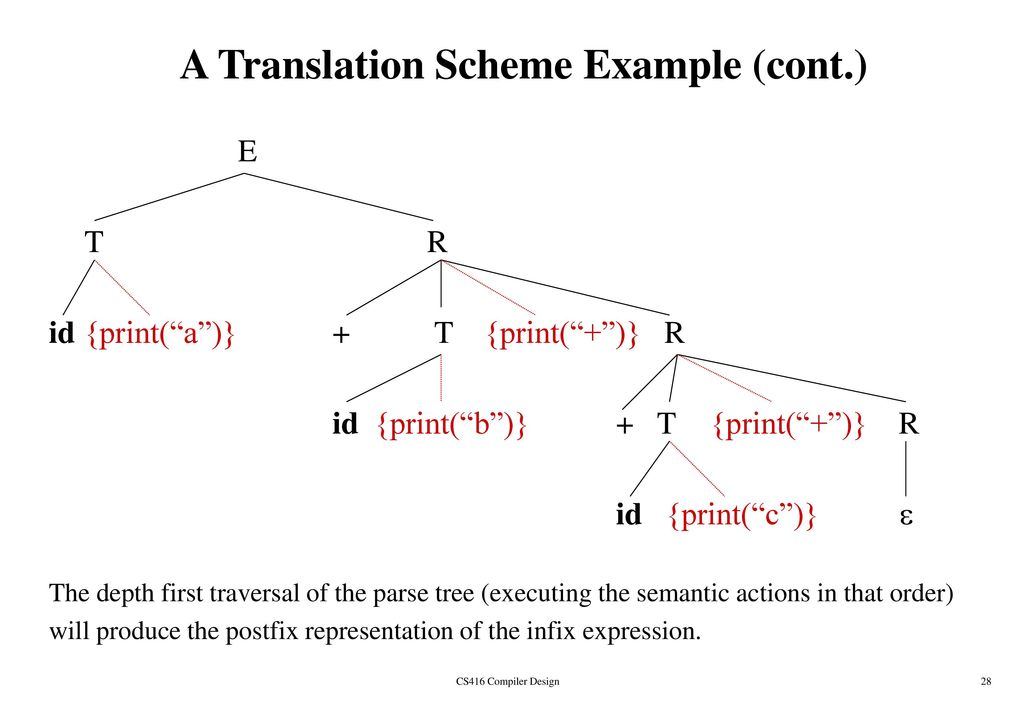 A Translation Scheme Example (cont.)
E
T R
id {print(“a”)} + T {print(“+”)} R
id {print(“b”)} + T {print(“+”)} R
id {print(“c”)} ε
The depth first traversal of the parse tree (executing the semantic actions in that order)
will produce the postfix representation of the infix expression.
CS416 Compiler Design 28